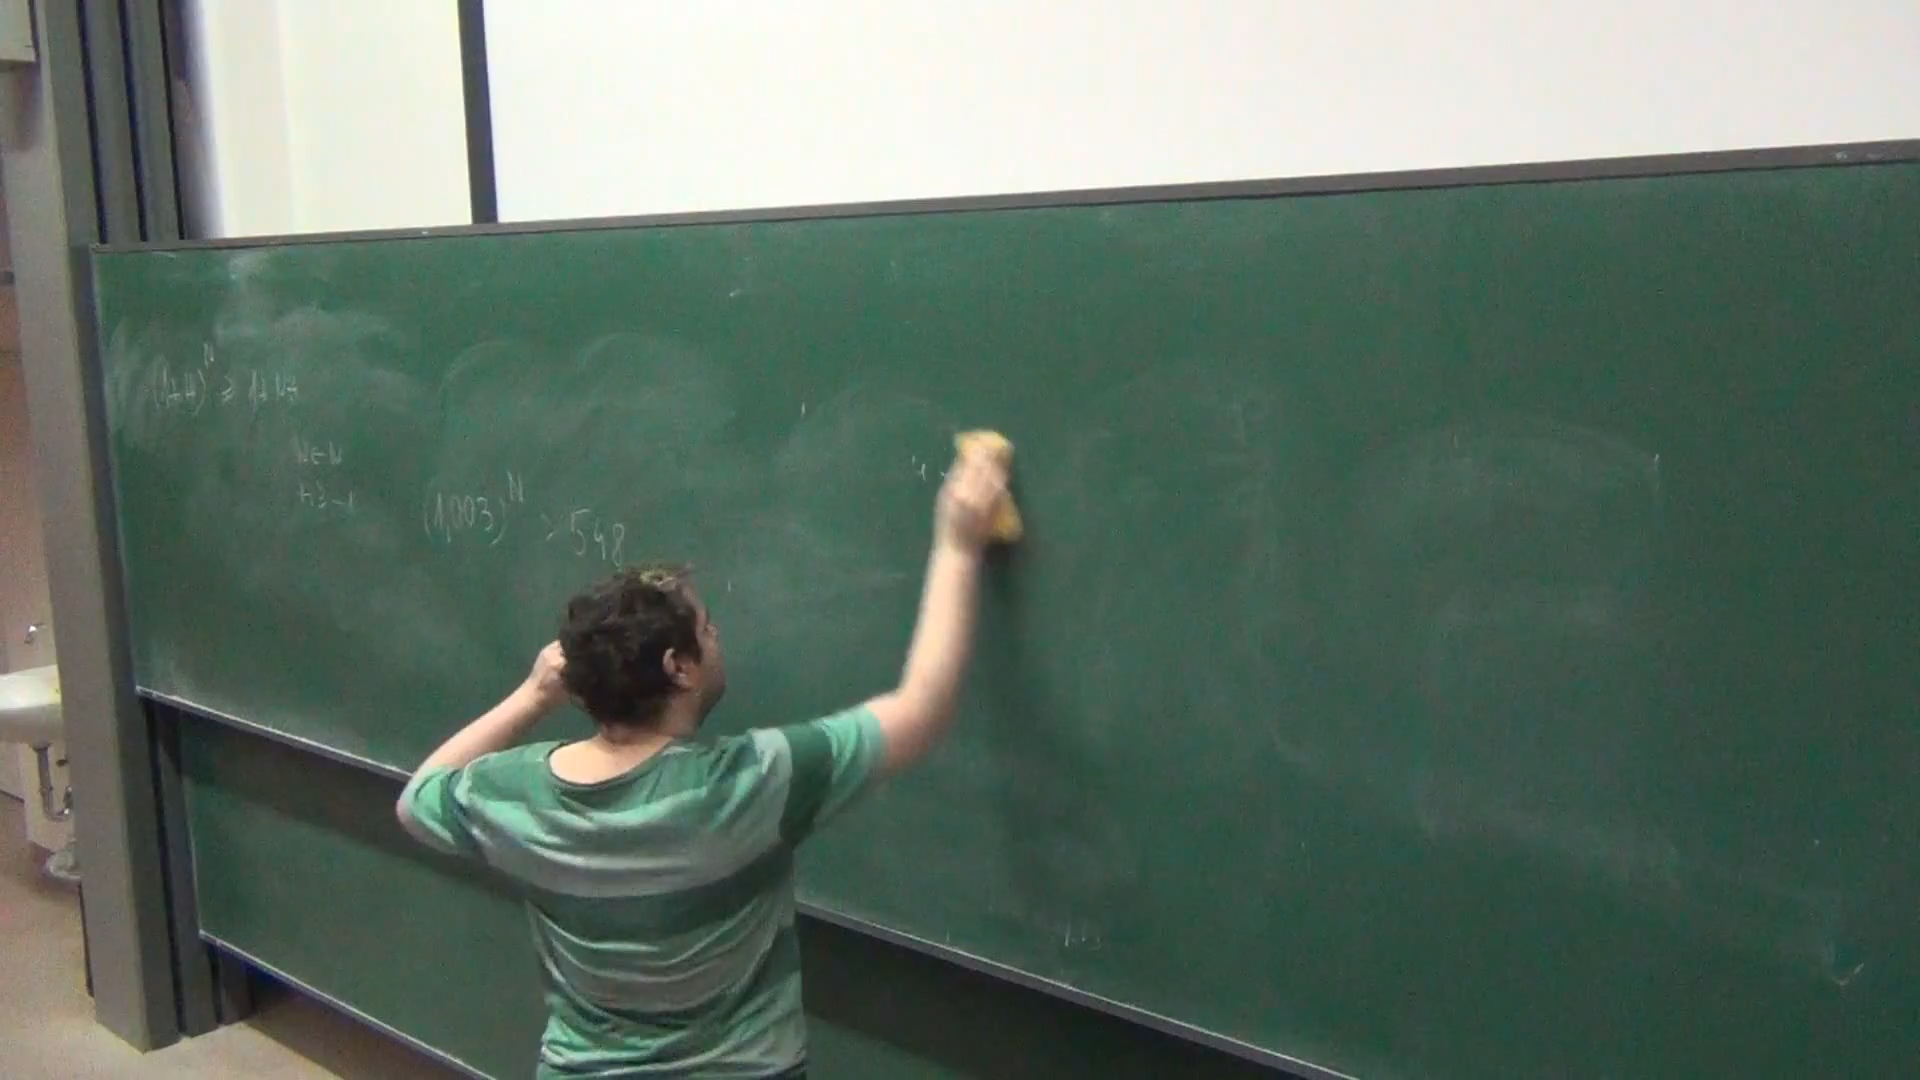 (1+H)^N ≥ 1+NH
N∈N
h≥-1
(1,003)^N > 548